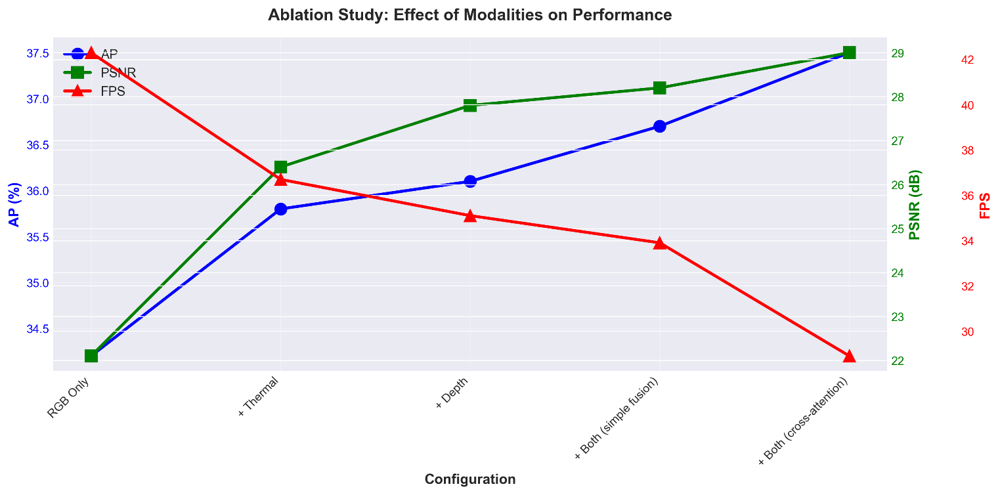 Ablation Study: Effect of Modalities on Performance
AP
PSNR
FPS
37.5
37.0
36.5
36.0
35.5
35.0
34.5
AP (%)
29
28
27
26
25
24
23
22
PSNR (dB)
42
40
38
36
34
32
30
FPS
RGB Only
+ Thermal
+ Depth
+ Both (simple fusion)
+ Both (cross-attention)
Configuration